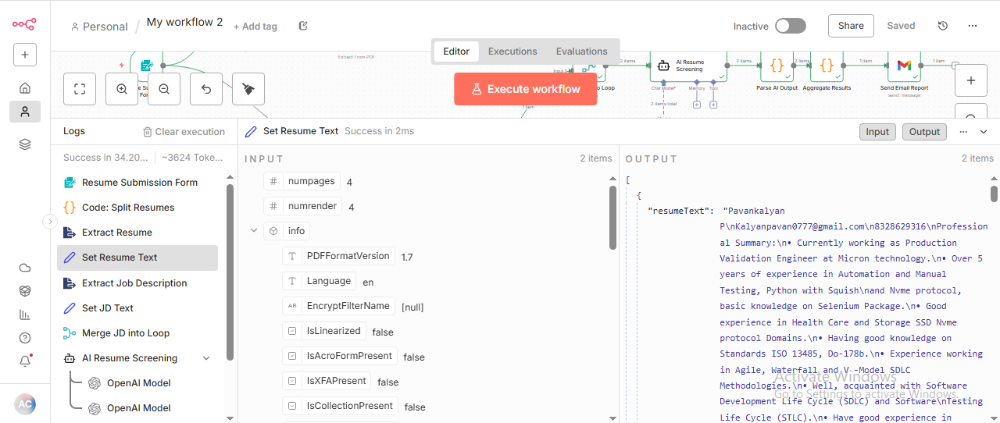 Personal / My workflow 2 + Add tag
Inactive Share Saved
Editor Executions Evaluations
Extract From PDF
Input 2
2 items
AI Resume Screening
2 items
Parse AI Output
2 items
Aggregate Results
1 item
Send Email Report
send: message
1 item
Chat Model*
Memory
Tool
2 items total
1 item
Execute workflow
Logs
Clear execution
Success in 34.20...
~3624 Toke...
Resume Submission Form
Code: Split Resumes
Extract Resume
Set Resume Text
Extract Job Description
Set JD Text
Merge JD into Loop
AI Resume Screening
OpenAI Model
OpenAI Model
Set Resume Text Success in 2ms
Input Output
INPUT
2 items
# numpages 4
# numrender 4
info
T PDFFormatVersion 1.7
T Language en
AB EncryptFilterName [null]
IsLinearized false
IsAcroFormPresent false
IsXFAPresent false
IsCollectionPresent false
OUTPUT
2 items
[
{
"resumeText": "Pavankalyan
P\nKalyanpavan0777@gmail.com\n8328629316\nProfession
al Summary:\n• Currently working as Production
Validation Engineer at Micron technology.\n• Over 5
years of experience in Automation and Manual
Testing, Python with Squish\nand Nvme protocol,
basic knowledge on Selenium Package.\n• Good
experience in Health Care and Storage SSD Nvme
protocol Domains.\n• Having good knowledge on
Standards ISO 13485, Do-178b.\n• Experience working
in Agile, Waterfall and V -Model SDLC
Methodologies.\n• Well, acquainted with Software
Development Life Cycle (SDLC) and Software\nTesting
Life Cycle (STLC).\n• Have good experience in
Activate Windows
Go to Settings to activate Windows.
AC